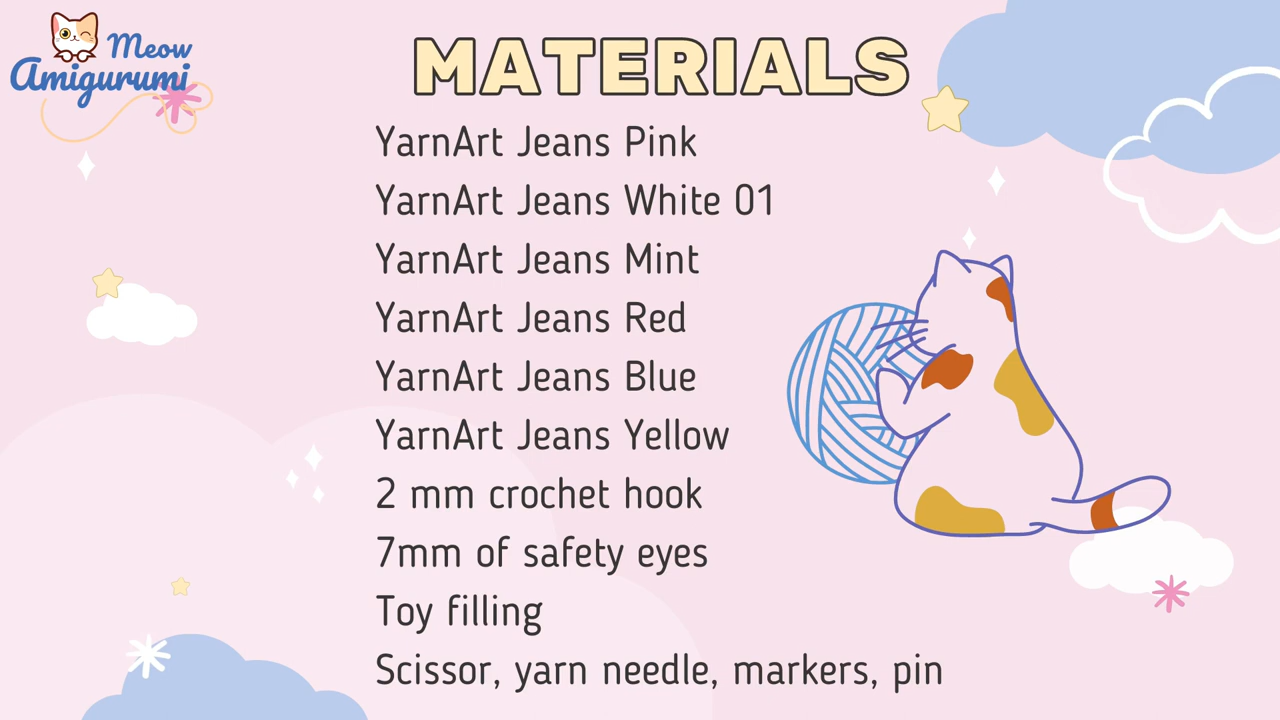 Meow
Amigurumi
MATERIALS
YarnArt Jeans Pink
YarnArt Jeans White 01
YarnArt Jeans Mint
YarnArt Jeans Red
YarnArt Jeans Blue
YarnArt Jeans Yellow
2 mm crochet hook
7mm of safety eyes
Toy filling
Scissor, yarn needle, markers, pin